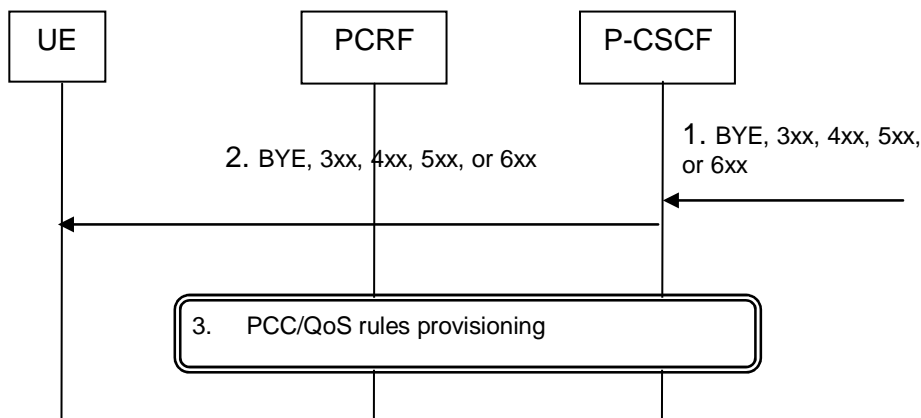 UE
PCRF
P-CSCF
1. BYE, 3xx, 4xx, 5xx,
or 6xx
2. BYE, 3xx, 4xx, 5xx, or 6xx
3. PCC/QoS rules provisioning